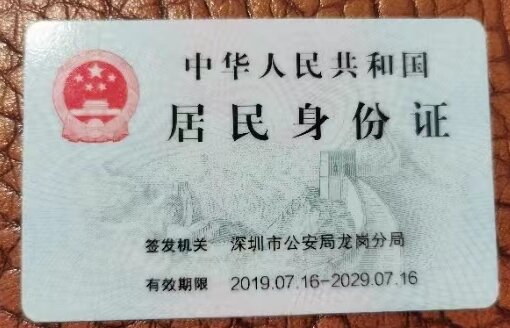 中华人民共和国
居民身份证
签发机关 深圳市公安局龙岗分局
有效期限 2019.07.16-2029.07.16